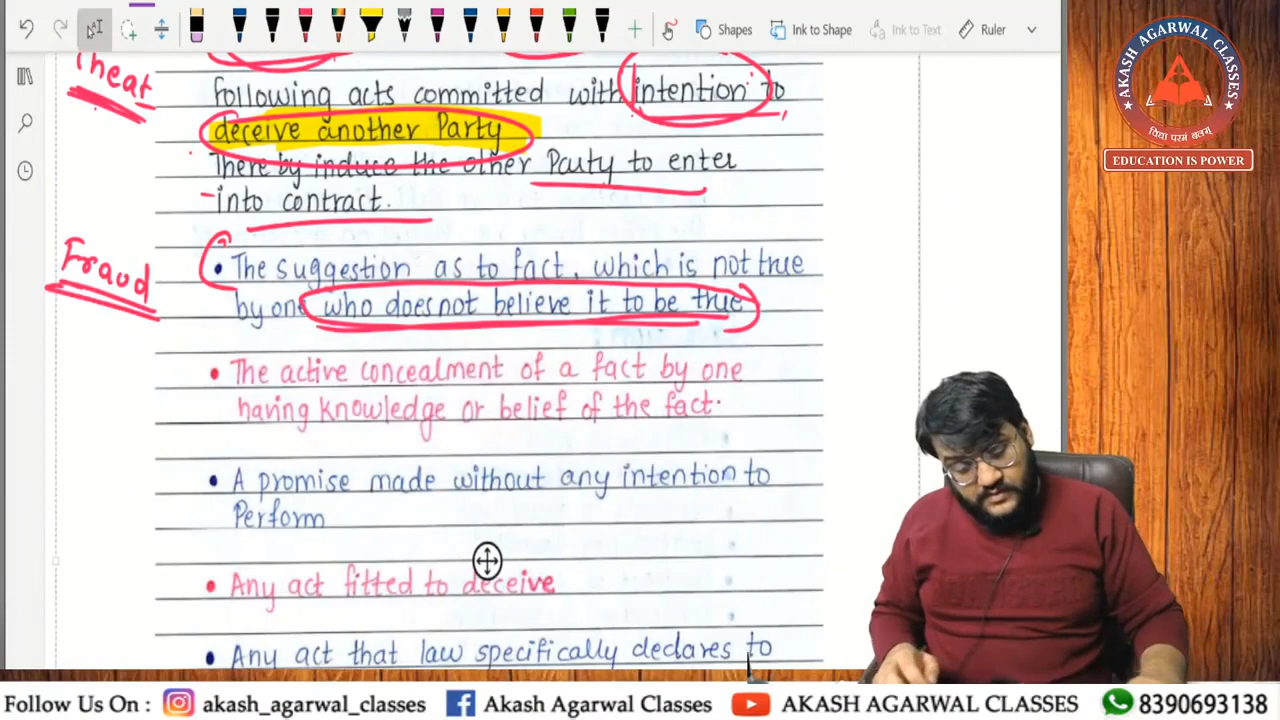 Shapes
Ink to Shape
Ink to Text
Ruler
Cheat
following acts committed with intention to
deceive another Party
There by induce the other Party to enter
into contract.
Fraud
• The suggestion as to fact, which is not true
by one who does not believe it to be true
• The active concealment of a fact by one
having knowledge or belief of the fact.
• A promise made without any intention to
Perform
• Any act fitted to deceive
• Any act that law specifically declares to
AKASH AGARWAL CLASSES
विद्या परमं बलम्
EDUCATION IS POWER
Follow Us On : akash_agarwal_classes Akash Agarwal Classes AKASH AGARWAL CLASSES 8390693138